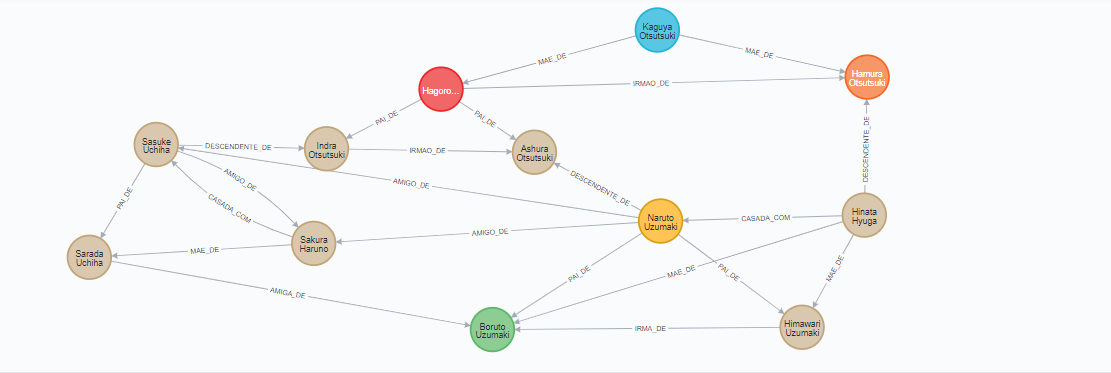 Kaguya
Otsutsuki
MAE_DE
MAE_DE
Hagoro...
IRMAO_DE
Hamura
Otsutsuki
PAI_DE
PAI_DE
DESCENDENTE_DE
Sasuke
Uchiha
DESCENDENTE_DE
Indra
Otsutsuki
IRMAO_DE
Ashura
Otsutsuki
AMIGO_DE
AMIGO_DE
DESCENDENTE_DE
PAI_DE
CASADA_COM
Naruto
Uzumaki
CASADA_COM
Hinata
Hyuga
Sakura
Haruno
AMIGO_DE
Sarada
Uchiha
MAE_DE
PAI_DE
MAE_DE
PAI_DE
MAE_DE
AMIGA_DE
Boruto
Uzumaki
IRMA_DE
Himawari
Uzumaki